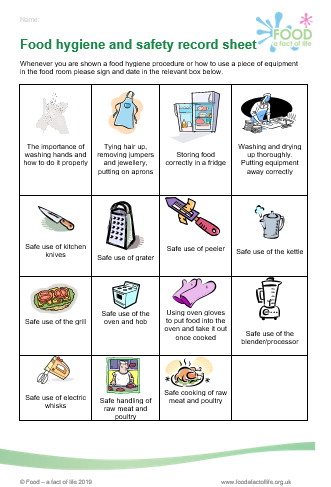 Name:
FOOD
a fact of life
Food hygiene and safety record sheet
Whenever you are shown a food hygiene procedure or how to use a piece of equipment
in the food room please sign and date in the relevant box below.
The importance of
washing hands and
how to do it properly
Tying hair up,
removing jumpers
and jewellery,
putting on aprons
Storing food
correctly in a fridge
Washing and drying
up thoroughly.
Putting equipment
away correctly
Safe use of kitchen
knives
Safe use of grater
Safe use of peeler
Safe use of the kettle
Safe use of the grill
Safe use of the
oven and hob
Using oven gloves
to put food into the
oven and take it out
once cooked
Safe use of the
blender/processor
Safe use of electric
whisks
Safe handling of
raw meat and
poultry
Safe cooking of raw
meat and poultry
© Food – a fact of life 2019
www.foodafactoflife.org.uk